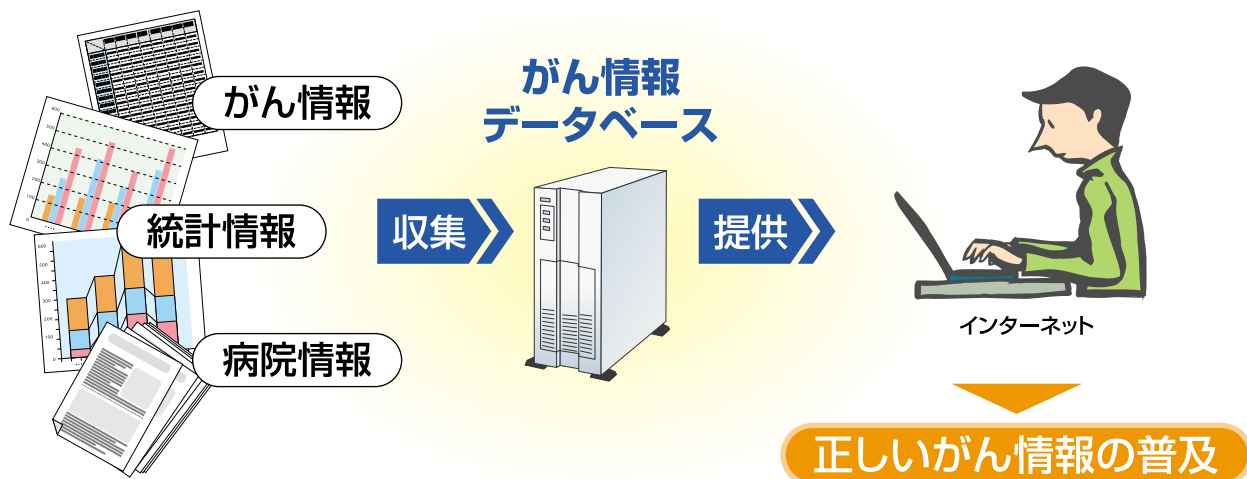 がん情報
統計情報
病院情報
収集
がん情報
データベース
提供
インターネット
正しいがん情報の普及